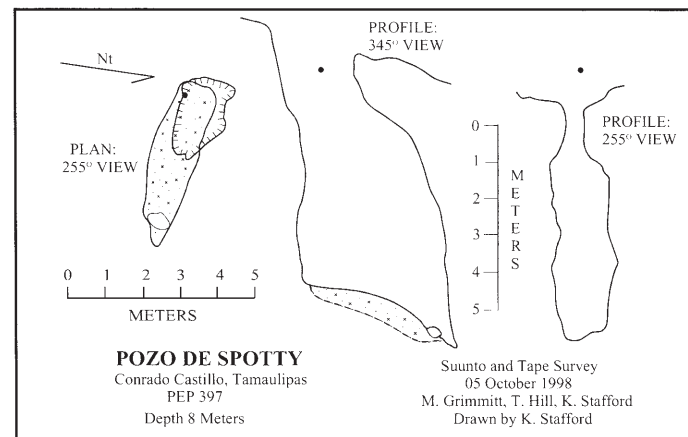 PROFILE:
345° VIEW
Nt
PLAN:
255° VIEW
PROFILE:
255° VIEW
0
1
2
3
4
5
METERS
0 1 2 3 4 5
METERS
POZO DE SPOTTY
Conrado Castillo, Tamaulipas
PEP 397
Depth 8 Meters
Suunto and Tape Survey
05 October 1998
M. Grimmitt, T. Hill, K. Stafford
Drawn by K. Stafford